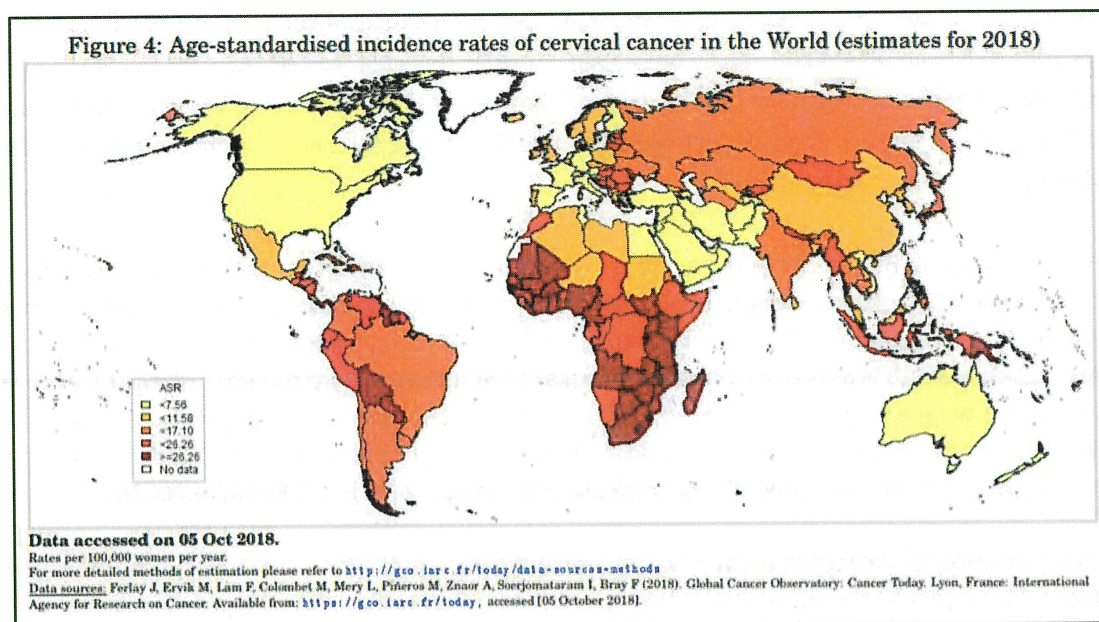 Figure 4: Age-standardised incidence rates of cervical cancer in the World (estimates for 2018)
ASR
<7.56
<11.58
<17.10
<26.26
>=26.26
No data
Data accessed on 05 Oct 2018.
Rates per 100,000 women per year.
For more detailed methods of estimation please refer to http://gco.iarc.fr/today/data-sources-methods
Data sources: Ferlay J, Ervik M, Lam F, Colombet M, Mery L, Piñeros M, Znaor A, Soerjomataram I, Bray F (2018). Global Cancer Observatory: Cancer Today. Lyon, France: International
Agency for Research on Cancer. Available from: https://gco.iarc.fr/today, accessed [05 October 2018].